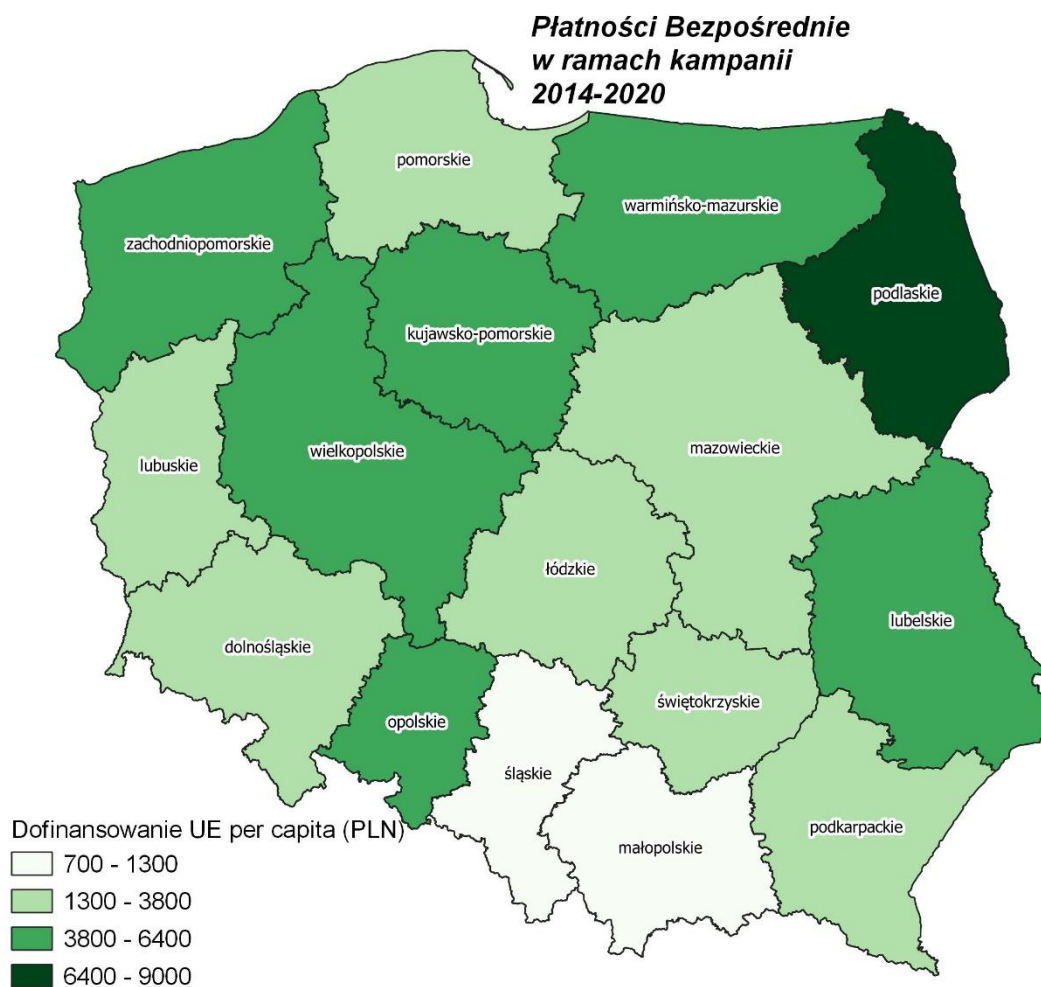 Płatności Bezpośrednie
w ramach kampanii
2014-2020
pomorskie
warmińsko-mazurskie
zachodniopomorskie
podlaskie
kujawsko-pomorskie
mazowieckie
wielkopolskie
lubuskie
łódzkie
lubelskie
dolnośląskie
świętokrzyskie
opolskie
śląskie
podkarpackie
małopolskie
Dofinansowanie UE per capita (PLN)
700 - 1300
1300 - 3800
3800 - 6400
6400 - 9000